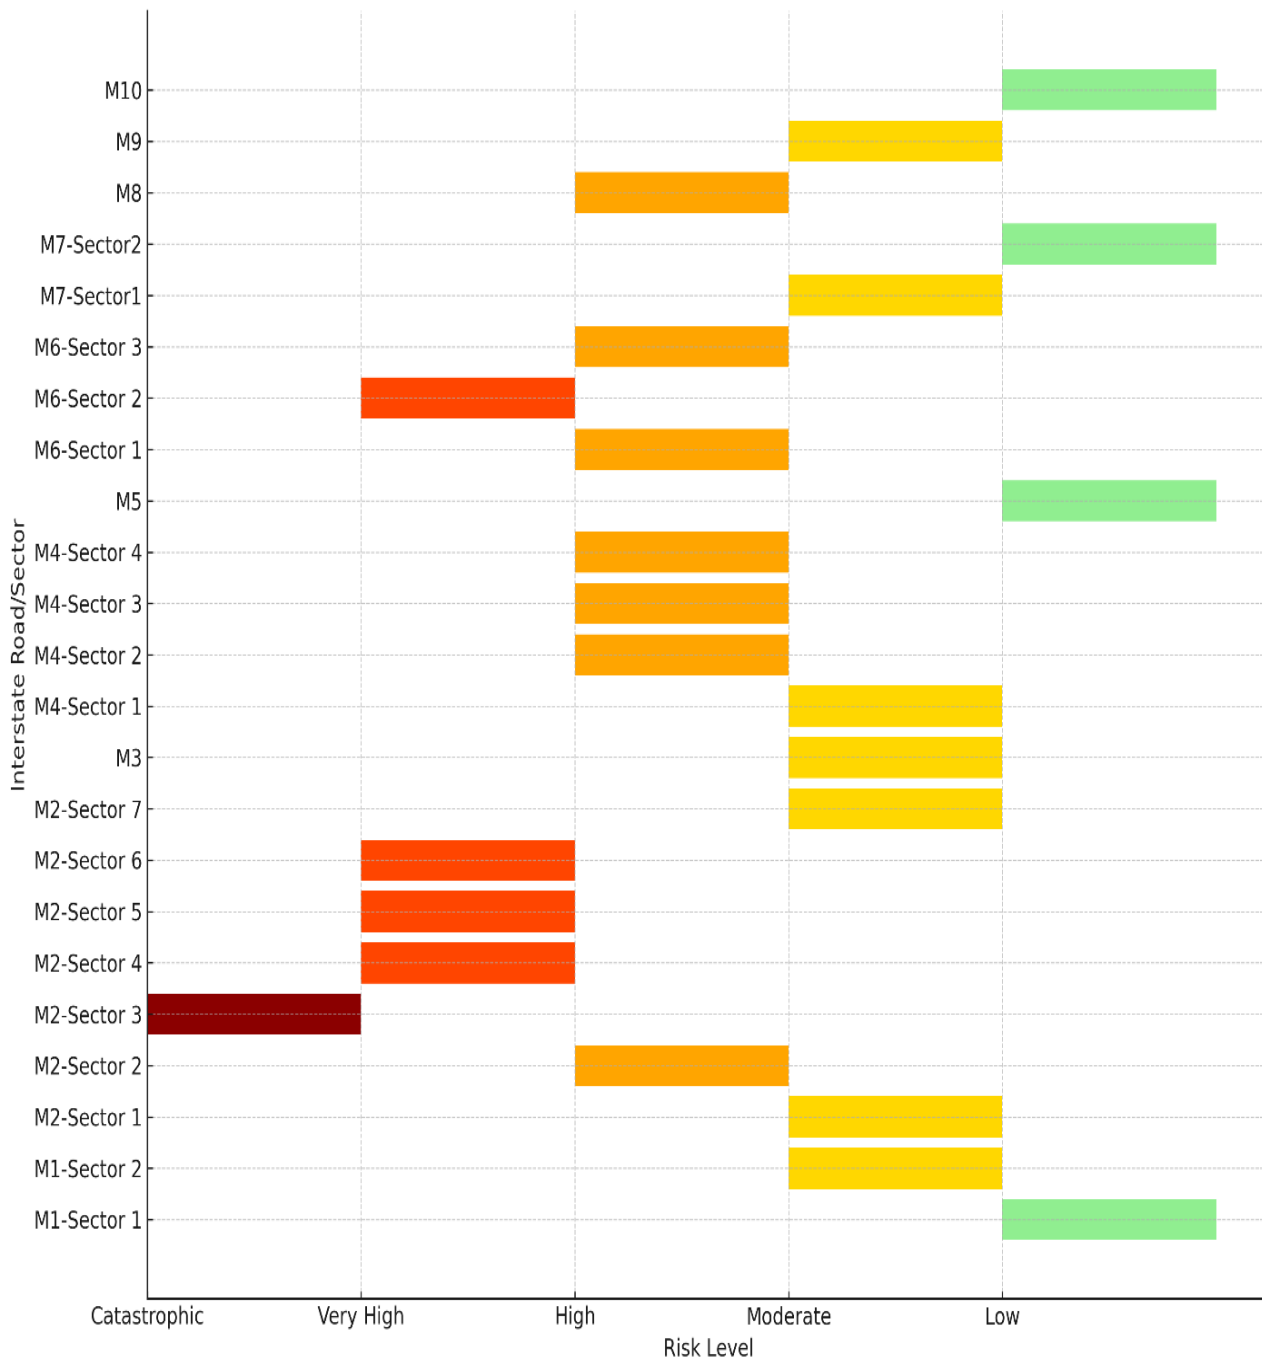 M10
M9
M8
M7-Sector2
M7-Sector1
M6-Sector 3
M6-Sector 2
M6-Sector 1
M5
M4-Sector 4
M4-Sector 3
M4-Sector 2
M4-Sector 1
M3
M2-Sector 7
M2-Sector 6
M2-Sector 5
M2-Sector 4
M2-Sector 3
M2-Sector 2
M2-Sector 1
M1-Sector 2
M1-Sector 1
Interstate Road/Sector
Catastrophic Very High High Moderate Low
Risk Level